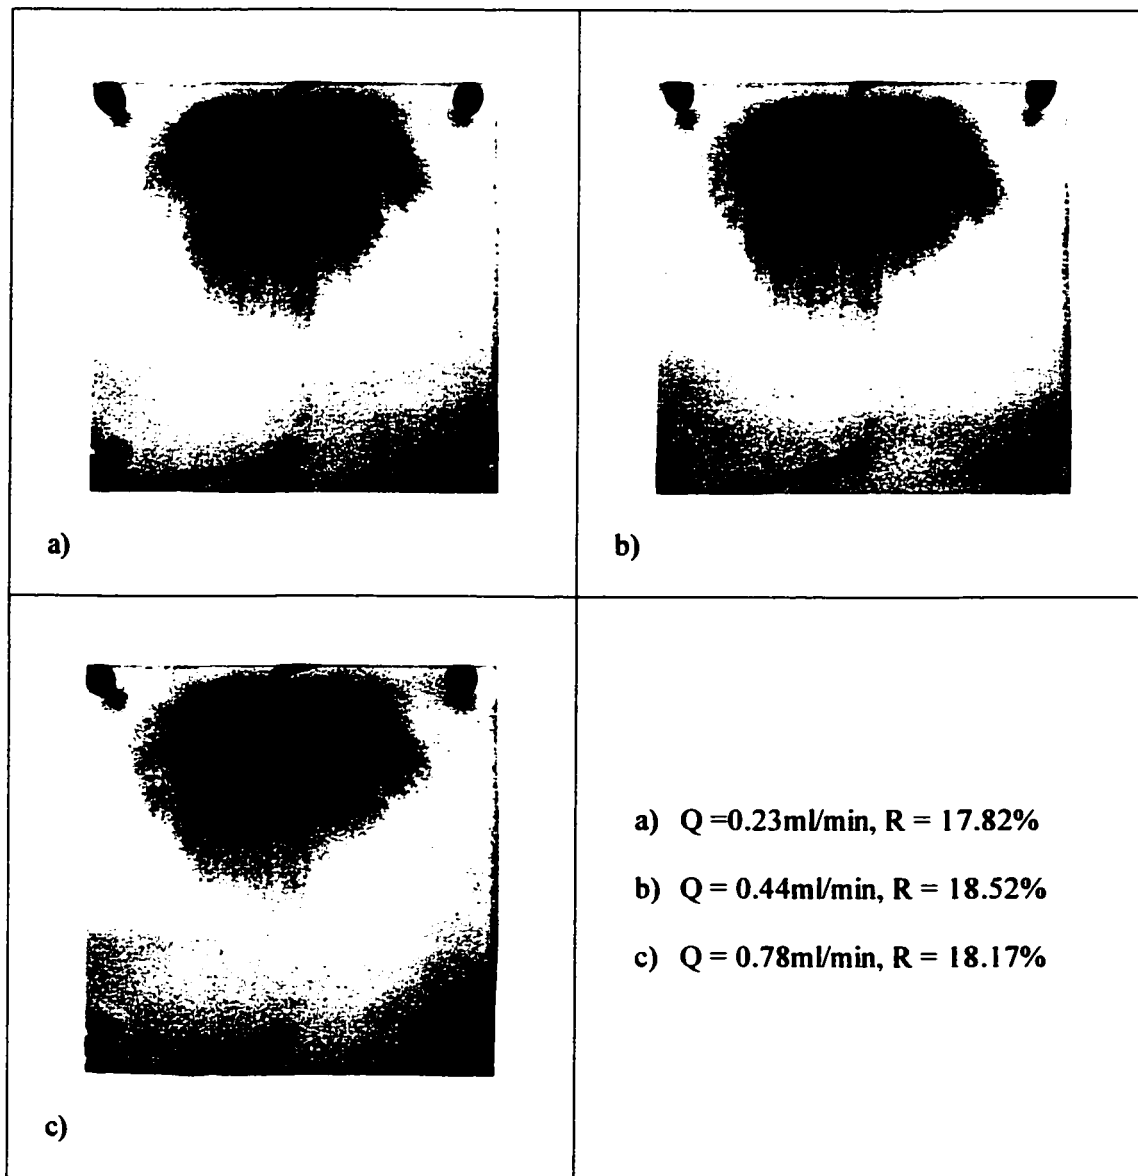 a)
b)
c)
a) Q =0.23ml/min, R = 17.82%
b) Q = 0.44ml/min, R = 18.52%
c) Q = 0.78ml/min, R = 18.17%